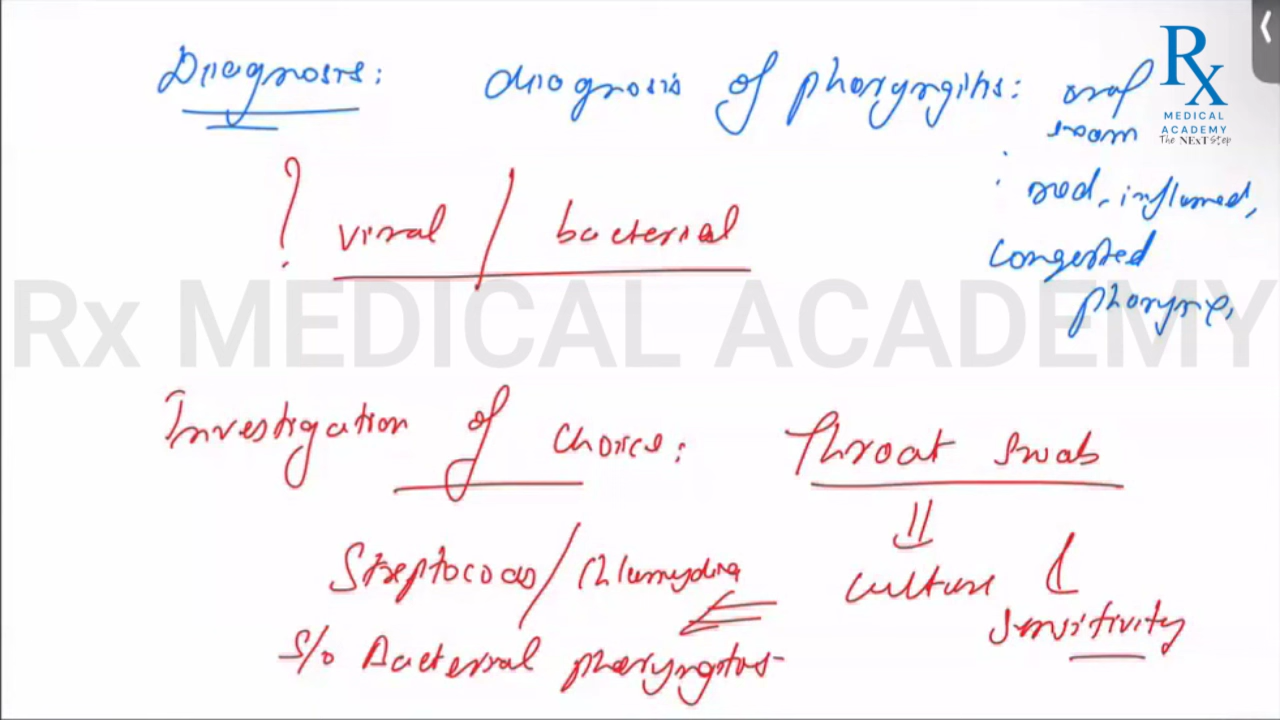 Diagnosis: diagnosis of pharyngitis: oral
exam
: red, inflamed,
congested
pharynx,
? viral / bacterial
Rx MEDICAL ACADEMY
Investigation of choice: Throat swab
Streptococcus / Chlamydia
culture &
sensitivity
S/o Bacterial pharyngitis
Rx
MEDICAL
ACADEMY
The NExT Step